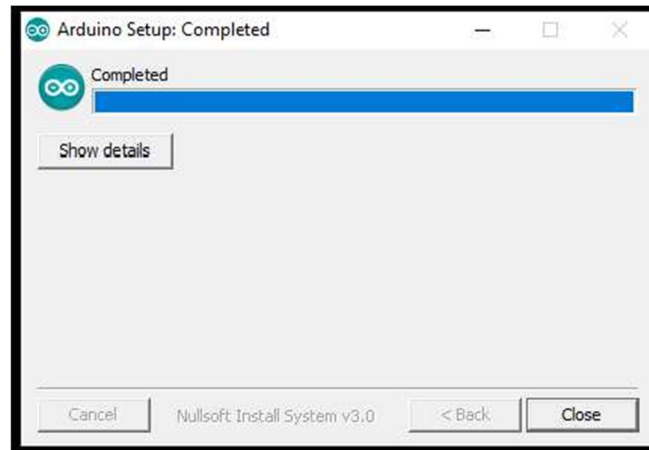 Arduino Setup: Completed
Completed
Show details
Cancel
Nullsoft Install System v3.0
< Back
Close